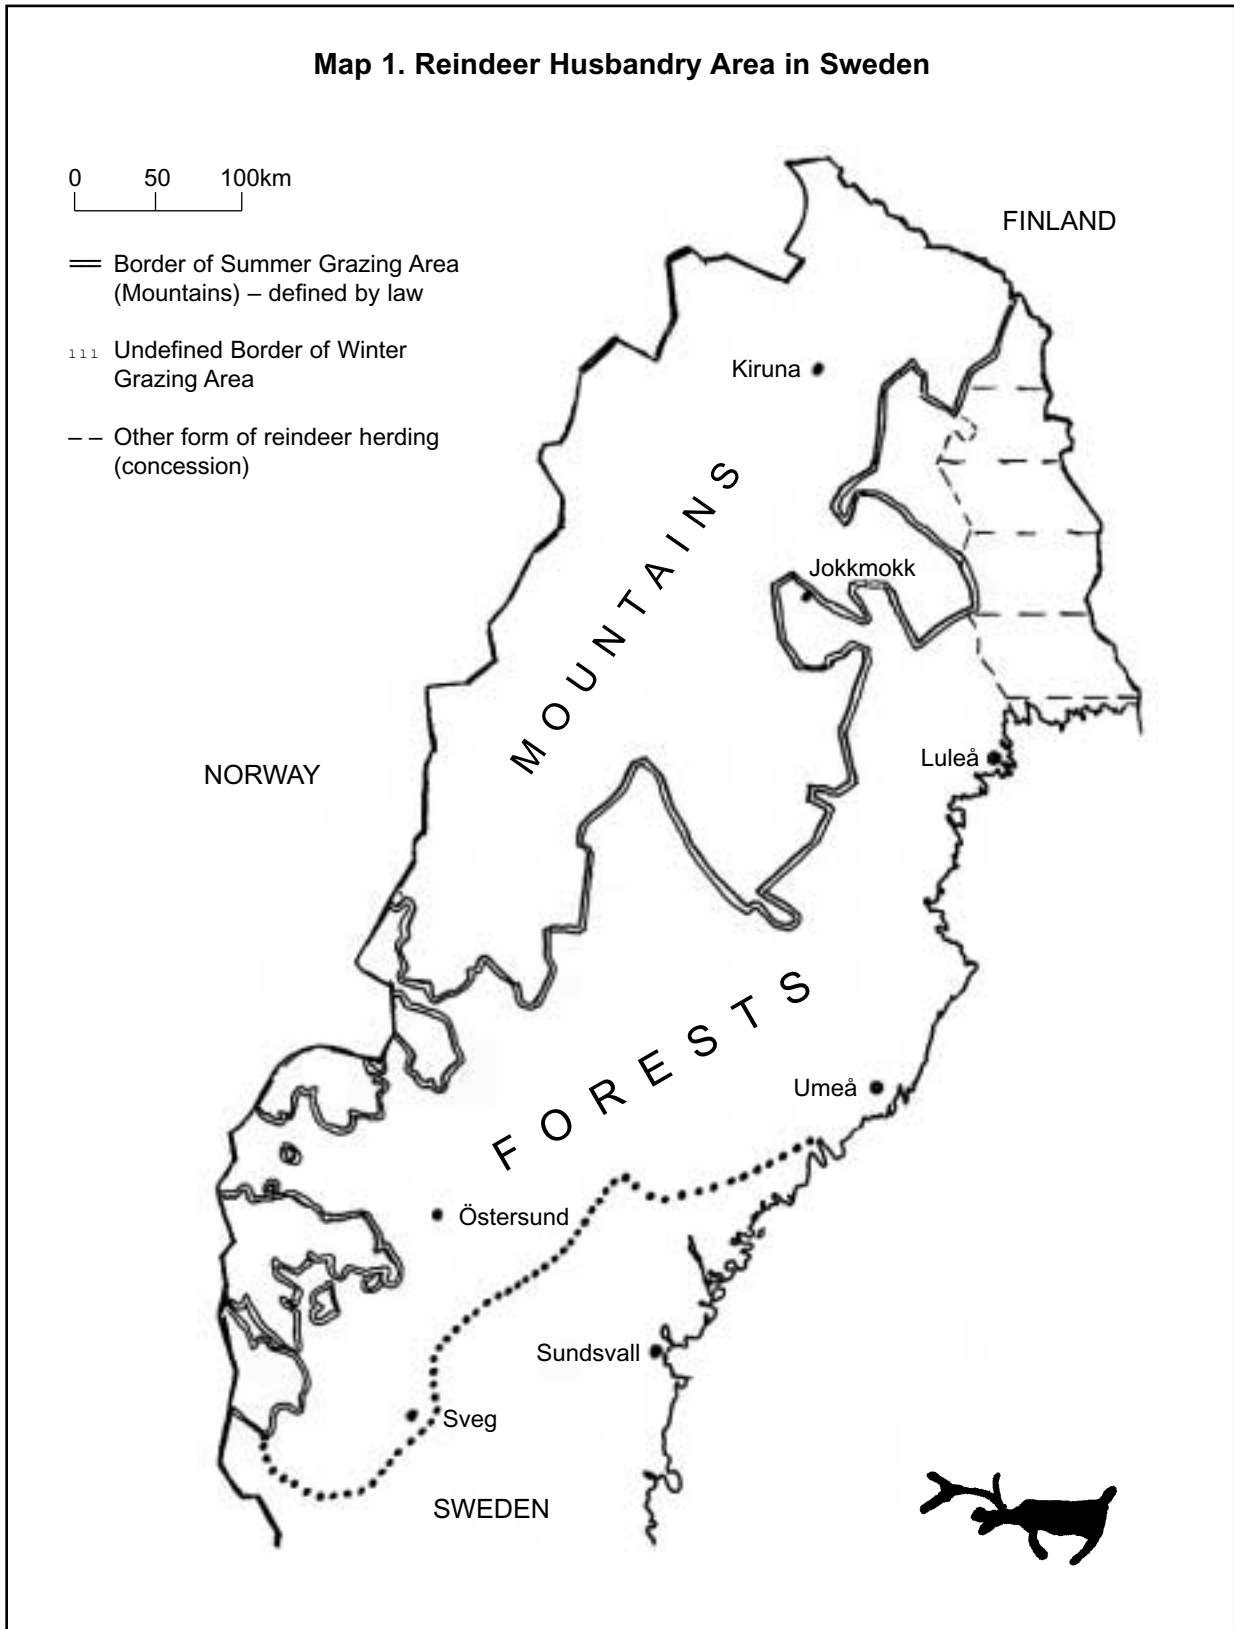 Map 1. Reindeer Husbandry Area in Sweden
0 50 100km
FINLAND
Border of Summer Grazing Area
(Mountains) – defined by law
ııı Undefined Border of Winter
Grazing Area
Other form of reindeer herding
(concession)
Kiruna
MOUNTAINS
Jokkmokk
Luleå
NORWAY
FORESTS
Umeå
Östersund
Sundsvall
Sveg
SWEDEN